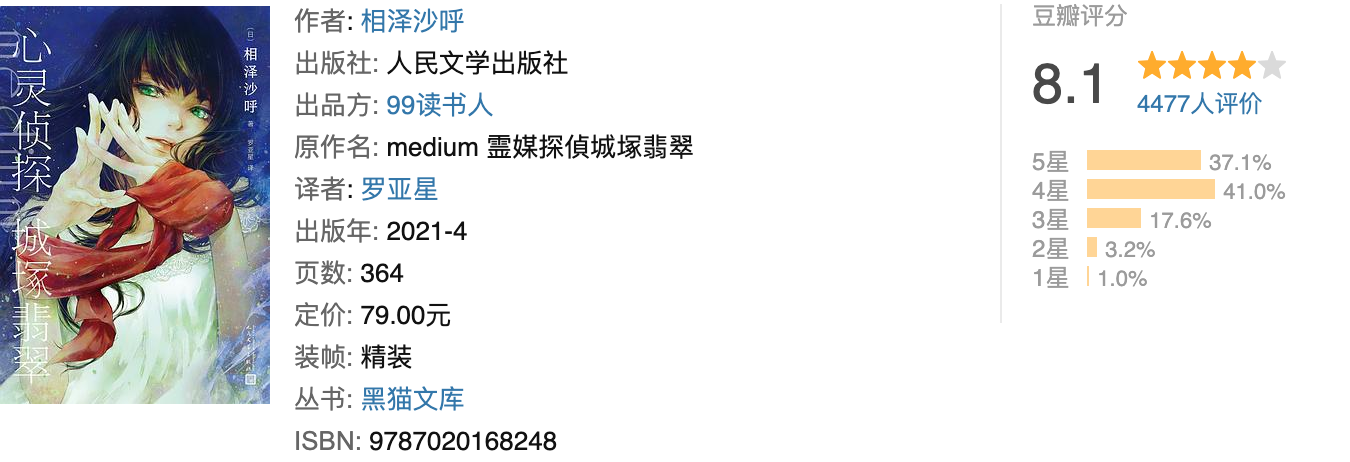 心灵侦探 城塚翡翠
[日]
相泽沙呼
著
罗亚星 译
作者: 相泽沙呼
出版社: 人民文学出版社
出品方: 99读书人
原作名: medium 霊媒探偵城塚翡翠
译者: 罗亚星
出版年: 2021-4
页数: 364
定价: 79.00元
装帧: 精装
丛书: 黑猫文库
ISBN: 9787020168248
豆瓣评分
8.1
4477人评价
5星 37.1%
4星 41.0%
3星 17.6%
2星 3.2%
1星 1.0%